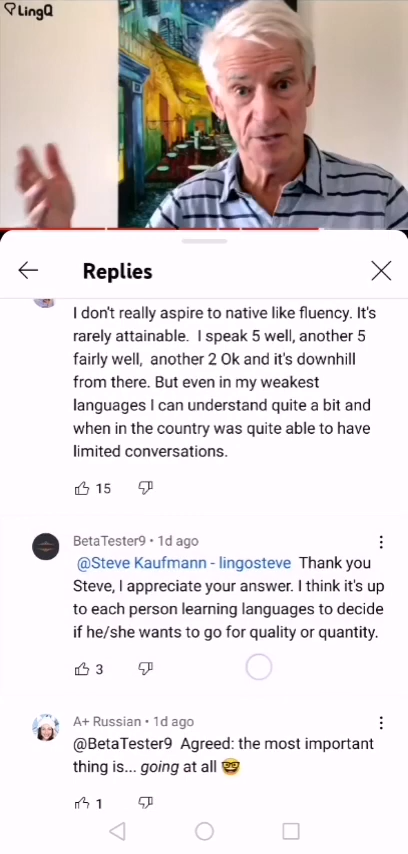 LingQ
Replies
I don't really aspire to native like fluency. It's
rarely attainable.  I speak 5 well, another 5
fairly well,  another 2 Ok and it's downhill
from there. But even in my weakest
languages I can understand quite a bit and
when in the country was quite able to have
limited conversations.
15
BetaTester9 • 1d ago
@Steve Kaufmann - lingosteve  Thank you
Steve, I appreciate your answer. I think it's up
to each person learning languages to decide
if he/she wants to go for quality or quantity.
3
A+ Russian • 1d ago
@BetaTester9  Agreed: the most important
thing is... going at all 🤓
1